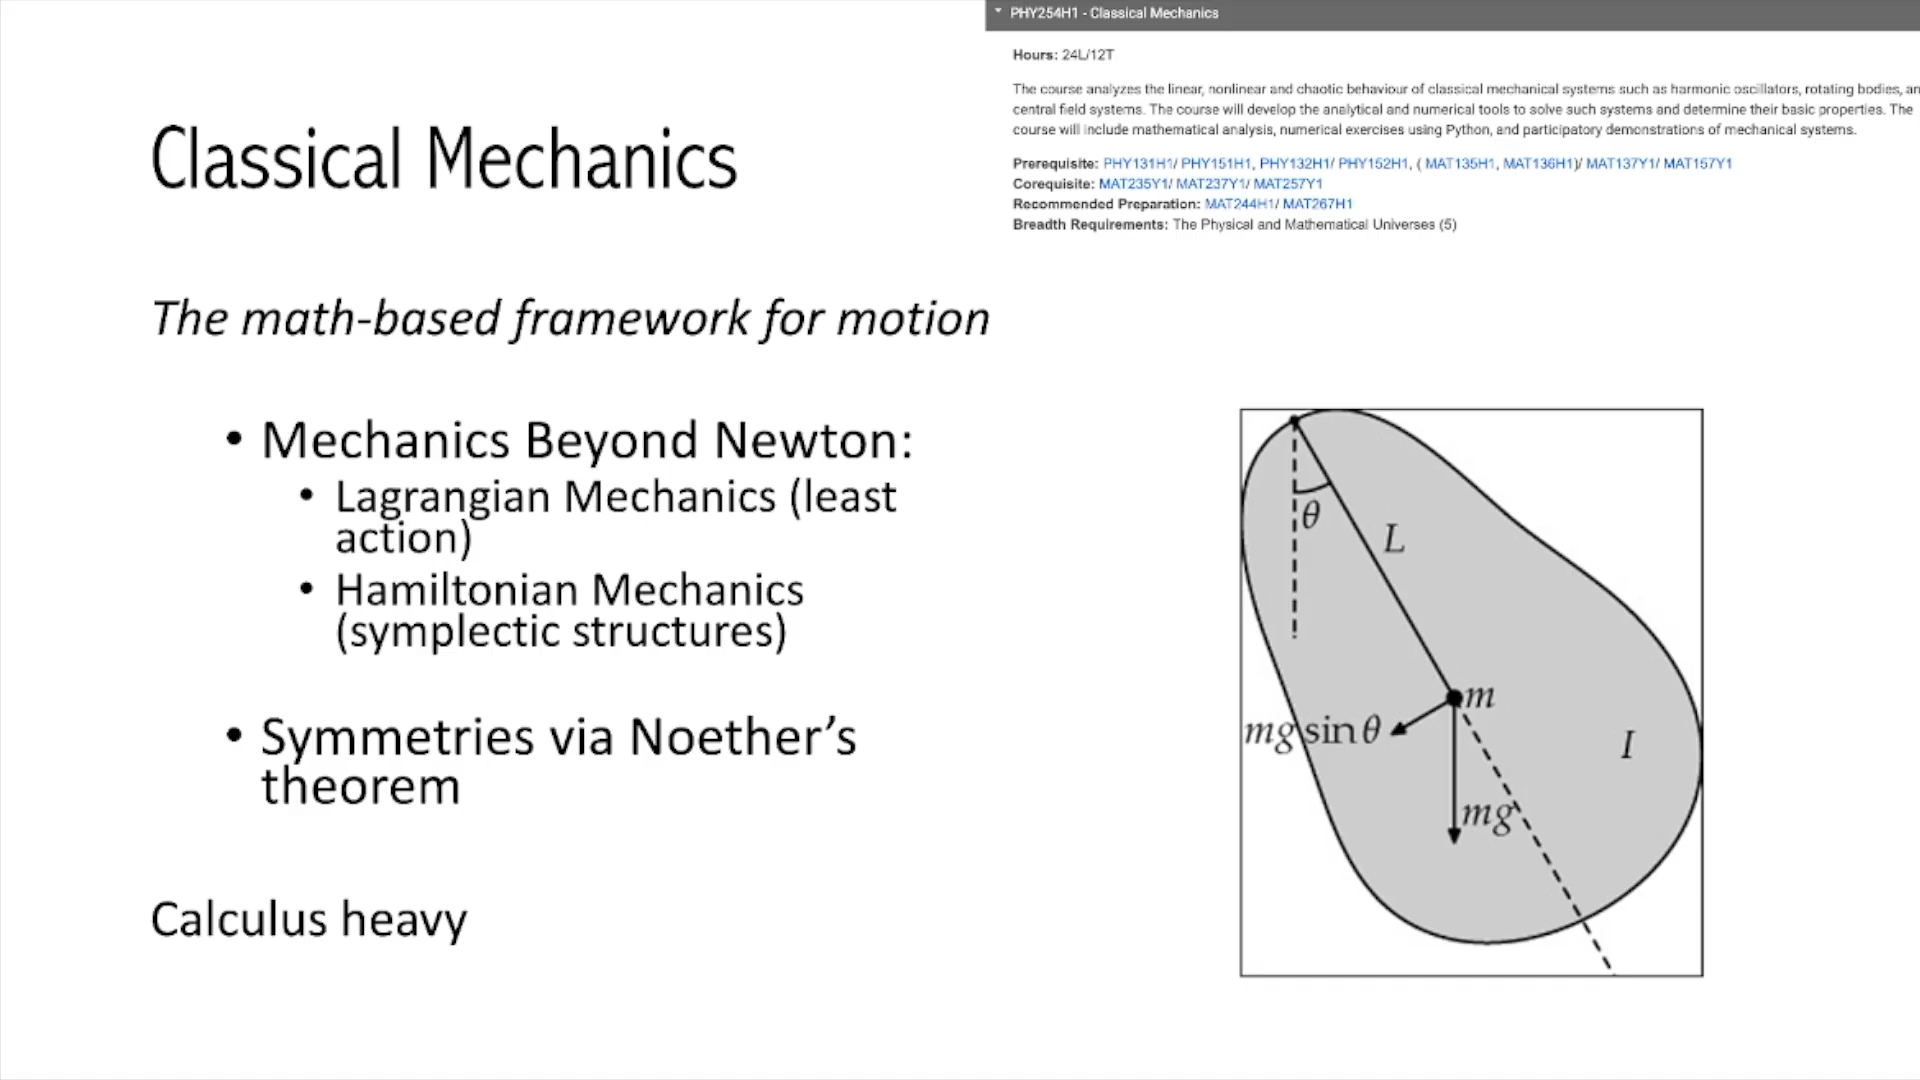 PHY254H1 - Classical Mechanics
Hours: 24L/12T
The course analyzes the linear, nonlinear and chaotic behaviour of classical mechanical systems such as harmonic oscillators, rotating bodies,
central field systems. The course will develop the analytical and numerical tools to solve such systems and determine their basic properties. The
course will include mathematical analysis, numerical exercises using Python, and participatory demonstrations of mechanical systems.
Prerequisite: PHY131H1/ PHY151H1, PHY132H1/ PHY152H1, ( MAT135H1, MAT136H1)/ MAT137Y1/ MAT157Y1
Corequisite: MAT235Y1/ MAT237Y1/ MAT257Y1
Recommended Preparation: MAT244H1/ MAT267H1
Breadth Requirements: The Physical and Mathematical Universes (5)
Classical Mechanics
The math-based framework for motion
• Mechanics Beyond Newton:
• Lagrangian Mechanics (least
action)
• Hamiltonian Mechanics
(symplectic structures)
• Symmetries via Noether’s
theorem
Calculus heavy
θ
L
m
mg sin θ
I
mg